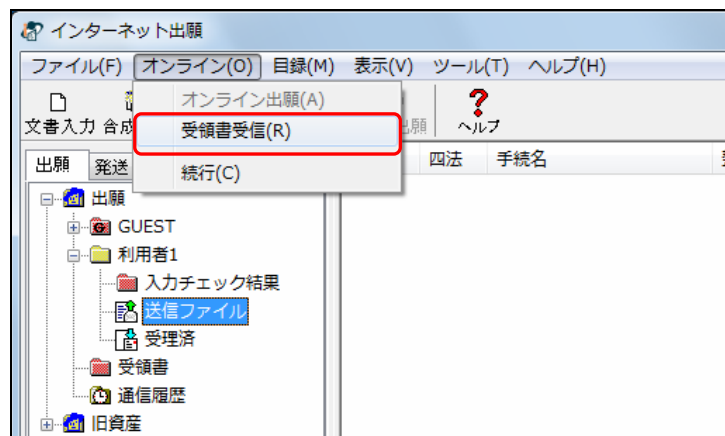 インターネット出願
ファイル(F) オンライン(O) 目録(M) 表示(V) ツール(T) ヘルプ(H)
オンライン出願(A)
受領書受信(R)
続行(C)
文書入力 合成 出願 ヘルプ
出願 発送 四法 手続名
出願
GUEST
利用者1
入力チェック結果
送信ファイル
受理済
受領書
通信履歴
旧資産